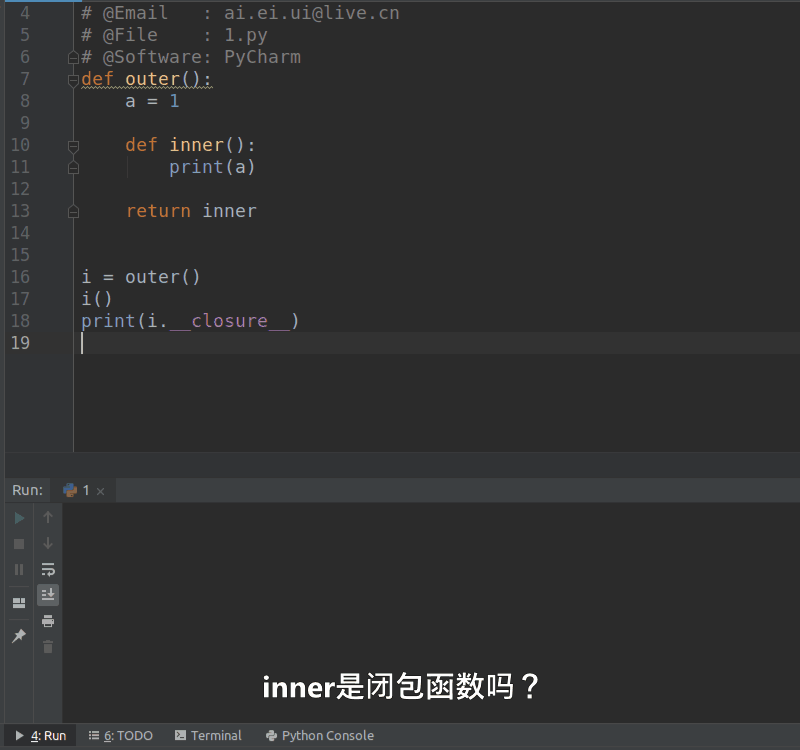 4 # @Email   : ai.ei.ui@live.cn
5 # @File    : 1.py
6 # @Software: PyCharm
7 def outer():
8     a = 1
9
10     def inner():
11         print(a)
12
13     return inner
14
15
16 i = outer()
17 i()
18 print(i.__closure__)
19
Run: 1 ×
inner是闭包函数吗？
4: Run 6: TODO Terminal Python Console